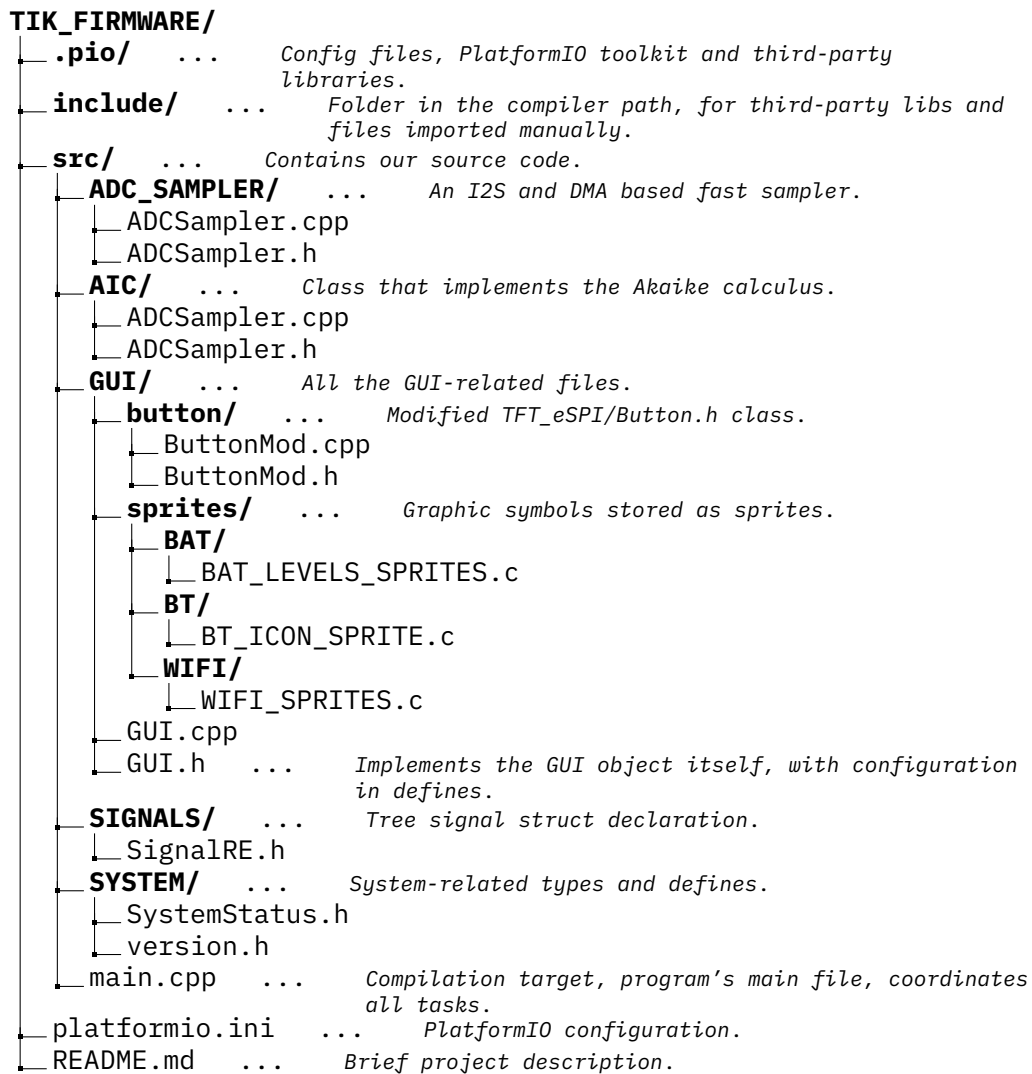 TIK_FIRMWARE/
.pio/ ... Config files, PlatformIO toolkit and third-party
libraries.
include/ ... Folder in the compiler path, for third-party libs and
files imported manually.
src/ ... Contains our source code.
ADC_SAMPLER/ ... An I2S and DMA based fast sampler.
ADCSampler.cpp
ADCSampler.h
AIC/ ... Class that implements the Akaike calculus.
ADCSampler.cpp
ADCSampler.h
GUI/ ... All the GUI-related files.
button/ ... Modified TFT_eSPI/Button.h class.
ButtonMod.cpp
ButtonMod.h
sprites/ ... Graphic symbols stored as sprites.
BAT/
BAT_LEVELS_SPRITES.c
BT/
BT_ICON_SPRITE.c
WIFI/
WIFI_SPRITES.c
GUI.cpp
GUI.h ... Implements the GUI object itself, with configuration
in defines.
SIGNALS/ ... Tree signal struct declaration.
SignalRE.h
SYSTEM/ ... System-related types and defines.
SystemStatus.h
version.h
main.cpp ... Compilation target, program's main file, coordinates
all tasks.
platformio.ini ... PlatformIO configuration.
README.md ... Brief project description.